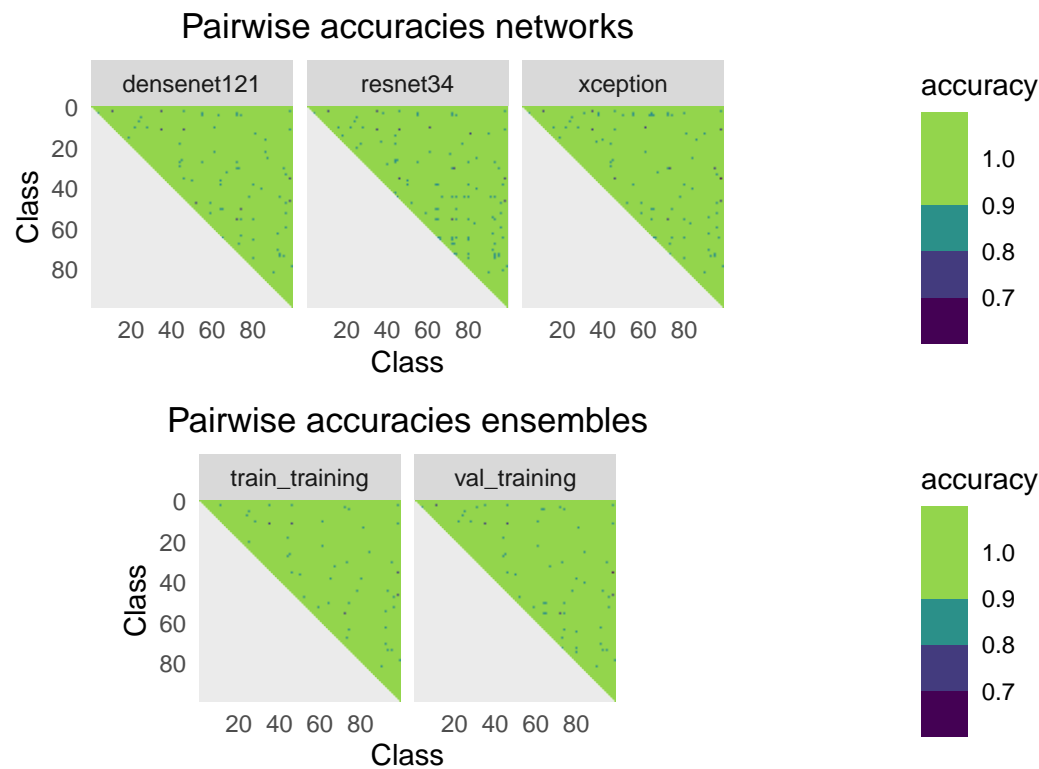 Pairwise accuracies networks
densenet121 resnet34 xception
0
20
40
60
80
Class
20 40 60 80 20 40 60 80 20 40 60 80
Class
accuracy
1.0
0.9
0.8
0.7
Pairwise accuracies ensembles
train_training val_training
0
20
40
60
80
Class
20 40 60 80 20 40 60 80
Class
accuracy
1.0
0.9
0.8
0.7